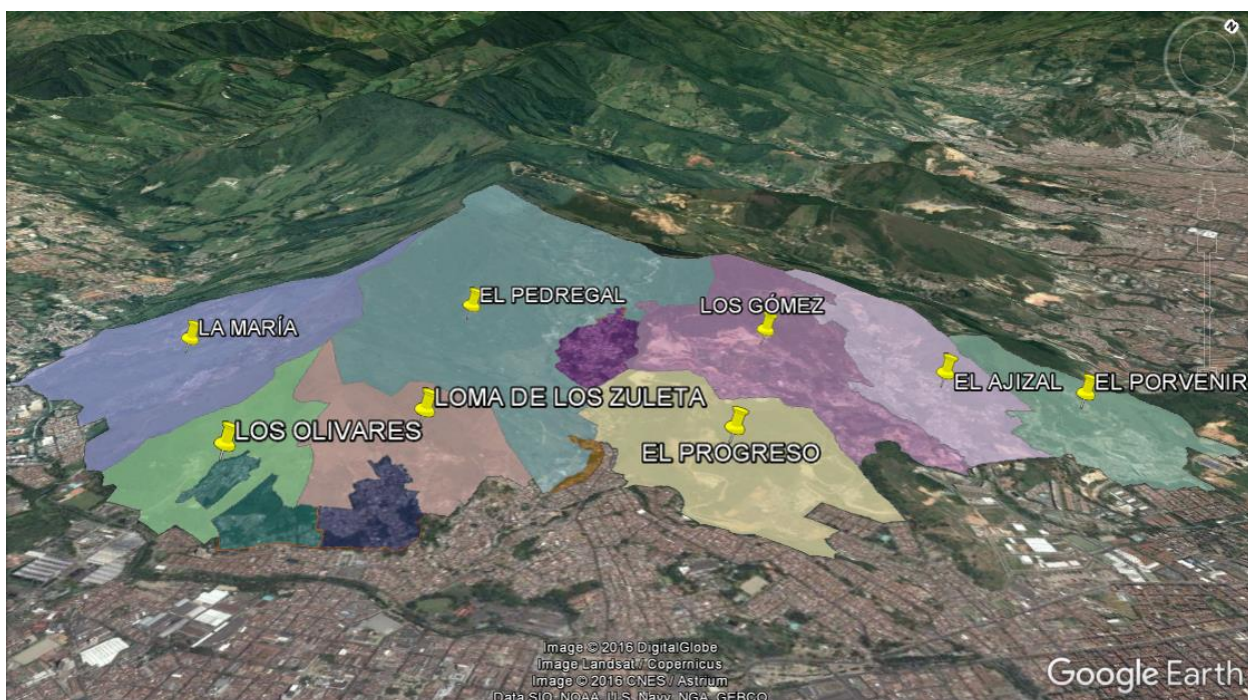 N
EL PEDREGAL
LOS GÓMEZ
LA MARÍA
EL AJIZAL
EL PORVENIR
LOMA DE LOS ZULETA
LOS OLIVARES
EL PROGRESO
Image © 2016 DigitalGlobe
Image Landsat / Copernicus
Image © 2016 CNES / Astrium
Data SIO, NOAA, U.S. Navy, NGA, GEBCO
Google Earth